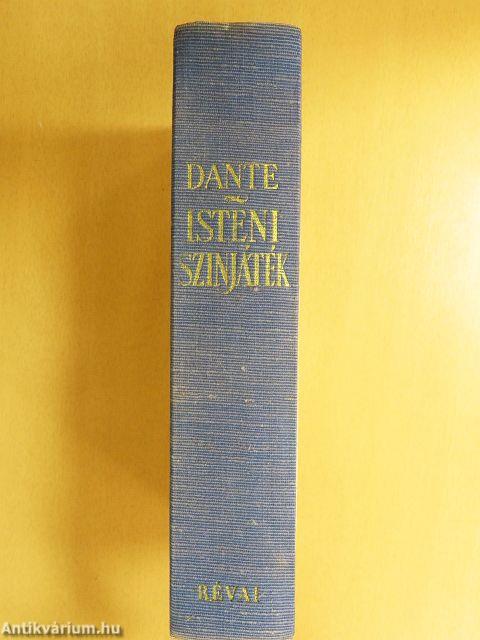 DANTE
ISTENI
SZINJÁTÉK
RÉVAI
Antikvárium.hu